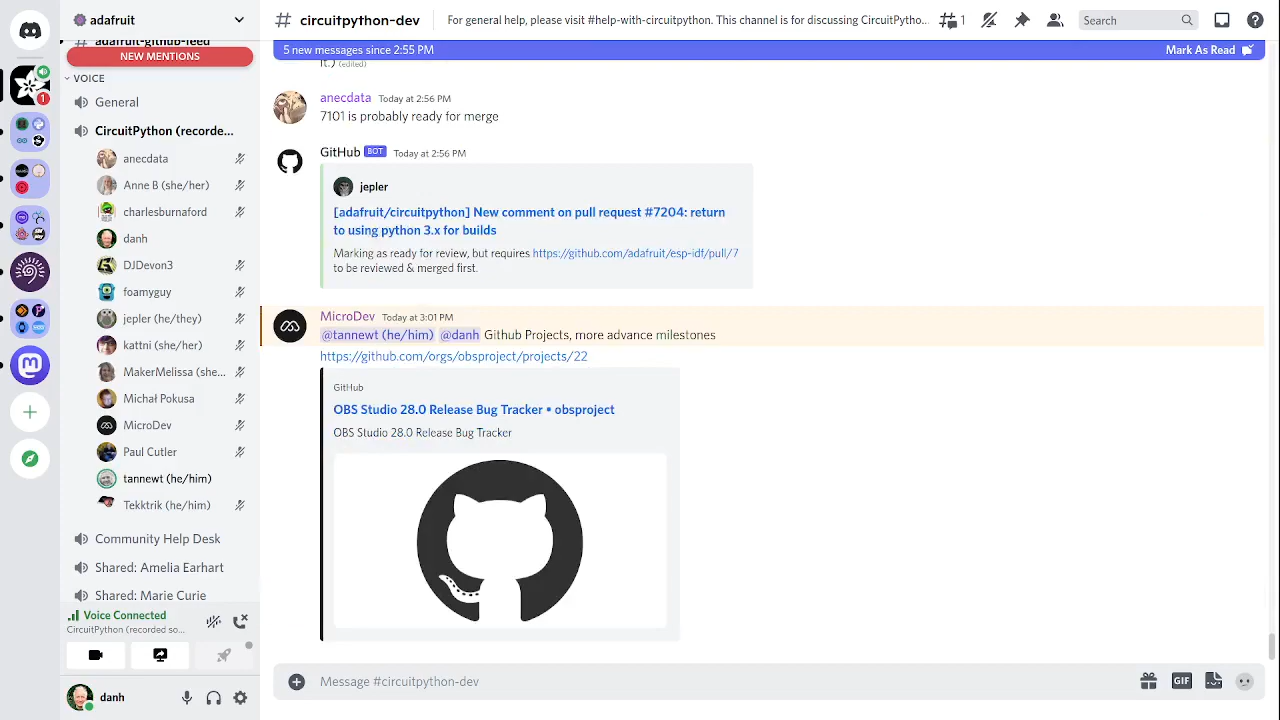 adafruit
adafruit-github-feed
NEW MENTIONS
VOICE
General
CircuitPython (recorde...
anecdata
Anne B (she/her)
charlesburnaford
danh
DJDevon3
foamyguy
jepler (he/they)
kattni (she/her)
MakerMelissa (she...
Michał Pokusa
MicroDev
Paul Cutler
tannewt (he/him)
Tekktrik (he/him)
Community Help Desk
Shared: Amelia Earhart
Shared: Marie Curie
Voice Connected
CircuitPython (recorded so...
danh
# circuitpython-dev
For general help, please visit #help-with-circuitpython. This channel is for discussing CircuitPytho...
1
Search
5 new messages since 2:55 PM
Mark As Read
it.) (edited)
anecdata Today at 2:56 PM
7101 is probably ready for merge
GitHub BOT Today at 2:56 PM
jepler
[adafruit/circuitpython] New comment on pull request #7204: return
to using python 3.x for builds
Marking as ready for review, but requires https://github.com/adafruit/esp-idf/pull/7
to be reviewed & merged first.
MicroDev Today at 3:01 PM
@tannewt (he/him) @danh Github Projects, more advance milestones
https://github.com/orgs/obsproject/projects/22
GitHub
OBS Studio 28.0 Release Bug Tracker • obsproject
OBS Studio 28.0 Release Bug Tracker
Message #circuitpython-dev
GIF
1